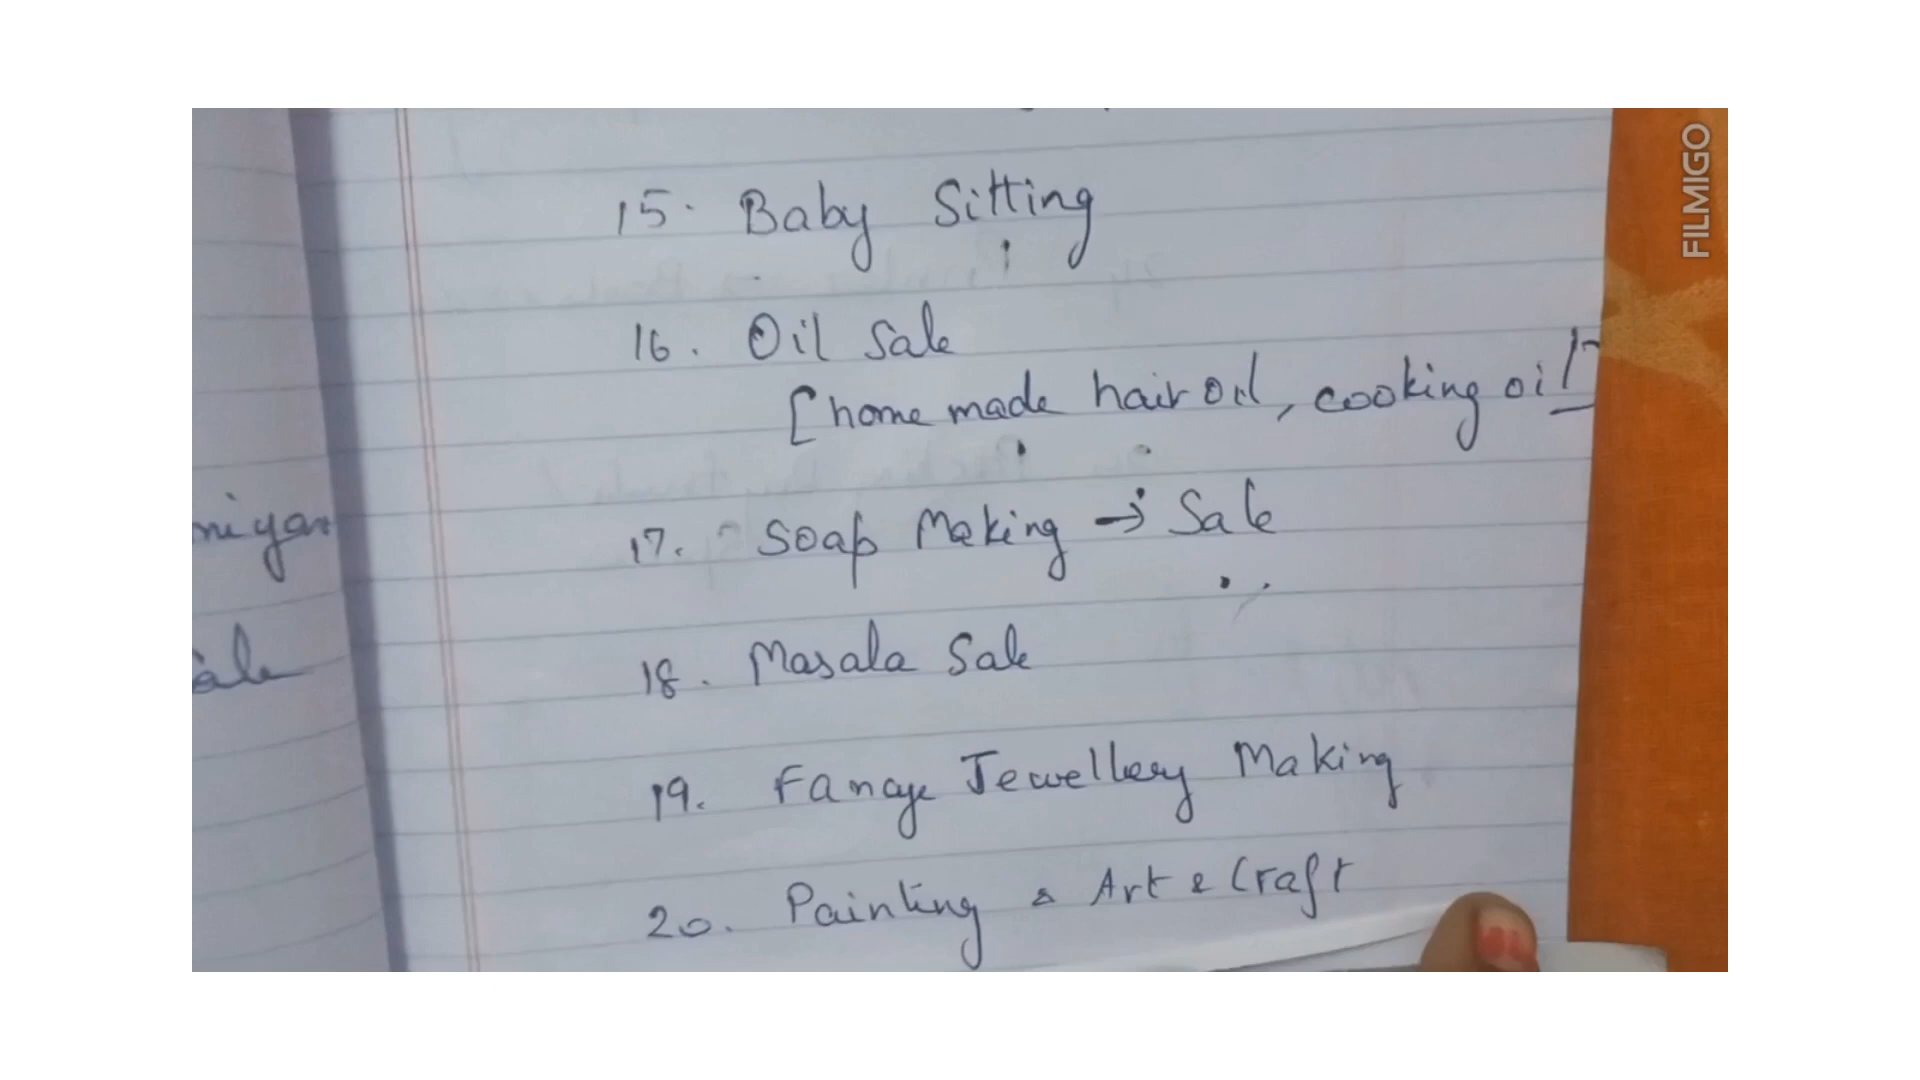 15. Baby Sitting
16. Oil Sale
[home made hair oil, cooking oil]
17. Soap Making → Sale
18. Masala Sale
19. Fancye Jewellery Making
20. Painting & Art & Craft
FILMIGO